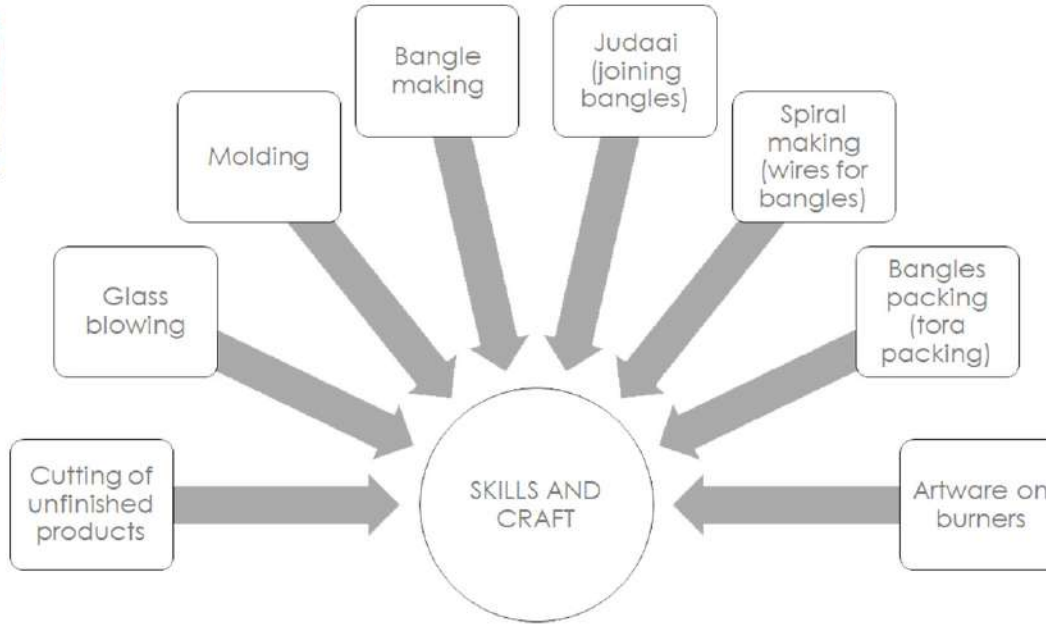 Cutting of
unfinished
products
Glass
blowing
Molding
Bangle
making
Judaai
(joining
bangles)
Spiral
making
(wires for
bangles)
Bangles
packing
(tora
packing)
Artware on
burners
SKILLS AND
CRAFT